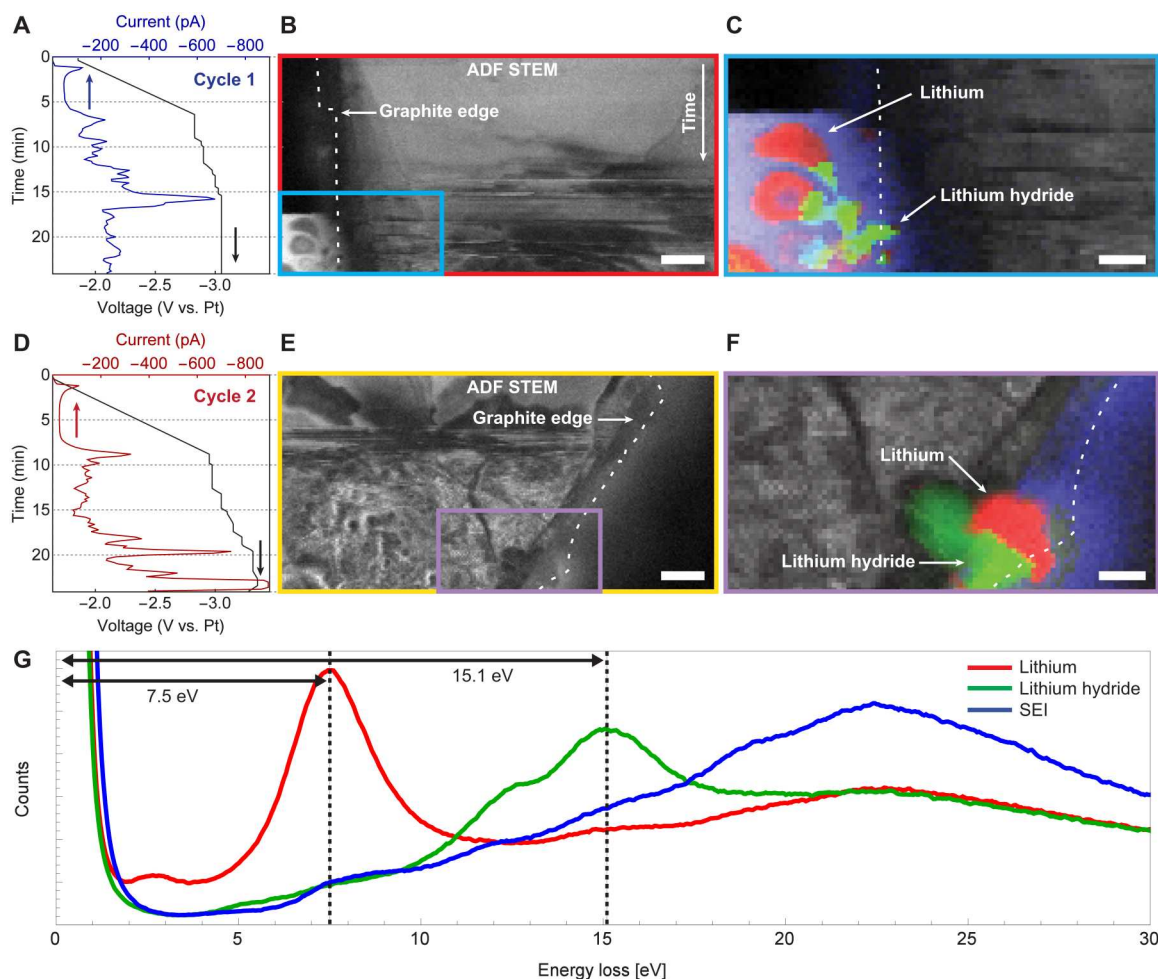 A
Current (pA)
−200 −400 −600 −800
Cycle 1
0
5
10
15
20
Time (min)
−2.0 −2.5 −3.0
Voltage (V vs. Pt)
B
ADF STEM
Graphite edge
Time
C
Lithium
Lithium hydride
D
Current (pA)
−200 −400 −600 −800
Cycle 2
0
5
10
15
20
Time (min)
−2.0 −2.5 −3.0
Voltage (V vs. Pt)
E
ADF STEM
Graphite edge
F
Lithium
Lithium hydride
G
15.1 eV
7.5 eV
Lithium
Lithium hydride
SEI
Counts
0 5 10 15 20 25 30
Energy loss [eV]